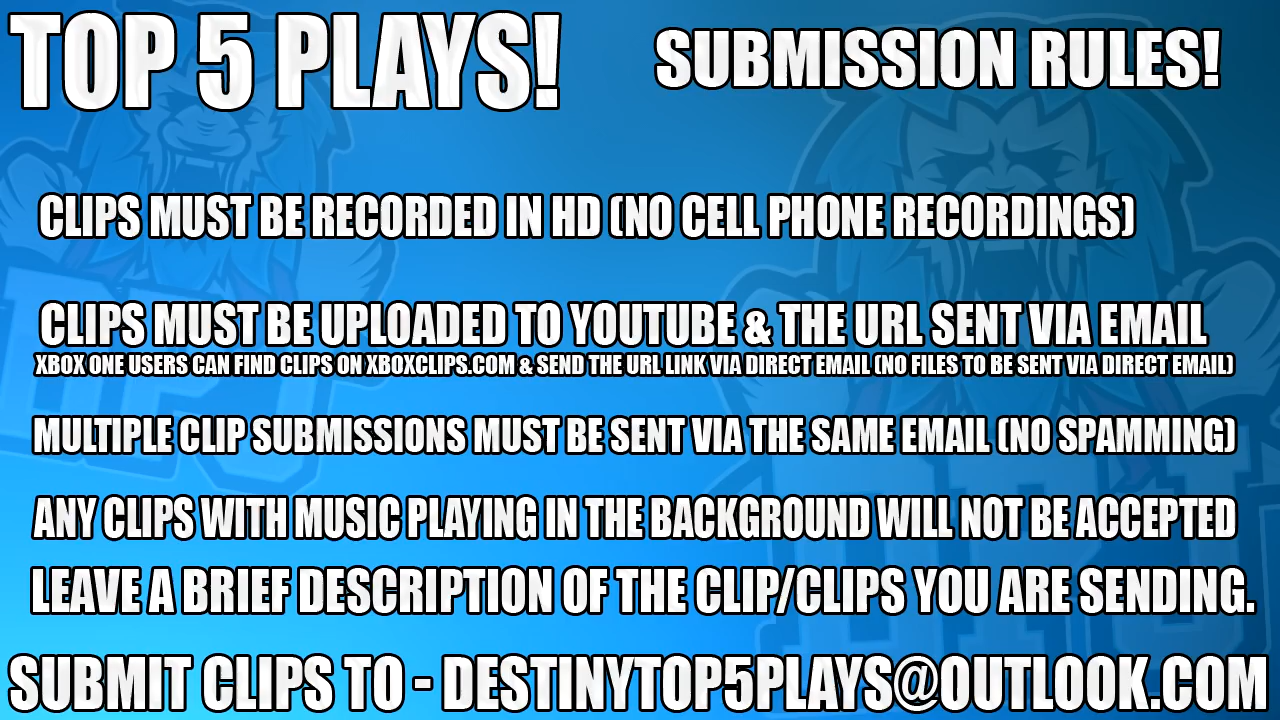 TOP 5 PLAYS!
SUBMISSION RULES!
CLIPS MUST BE RECORDED IN HD (NO CELL PHONE RECORDINGS)
CLIPS MUST BE UPLOADED TO YOUTUBE & THE URL SENT VIA EMAIL
XBOX ONE USERS CAN FIND CLIPS ON XBOXCLIPS.COM & SEND THE URL LINK VIA DIRECT EMAIL (NO FILES TO BE SENT VIA DIRECT EMAIL)
MULTIPLE CLIP SUBMISSIONS MUST BE SENT VIA THE SAME EMAIL (NO SPAMMING)
ANY CLIPS WITH MUSIC PLAYING IN THE BACKGROUND WILL NOT BE ACCEPTED
LEAVE A BRIEF DESCRIPTION OF THE CLIP/CLIPS YOU ARE SENDING.
SUBMIT CLIPS TO - DESTINYTOP5PLAYS@OUTLOOK.COM